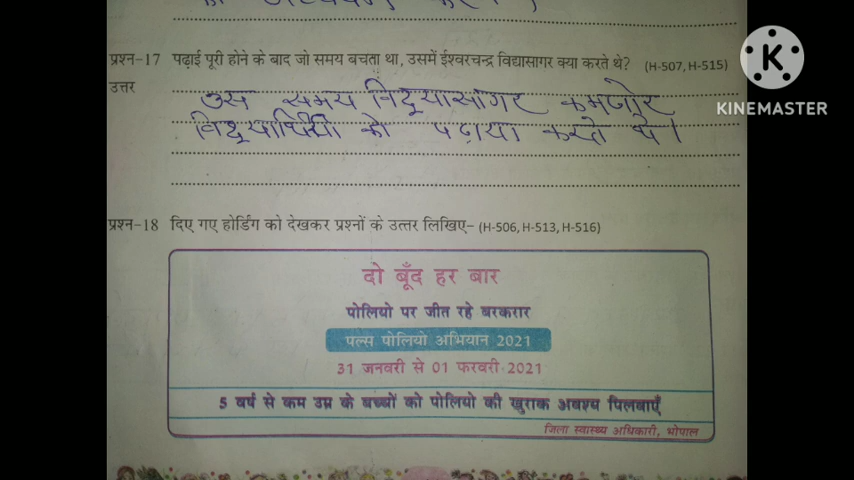 प्रश्न-17 पढ़ाई पूरी होने के बाद जो समय बचता था, उसमें ईश्वरचन्द्र विद्यासागर क्या करते थे? (H-507, H-515)
उत्तर
उस समय विद्यासागर कमजोर
विद्यार्थियों को पढ़ाया करते थे।
प्रश्न-18 दिए गए होर्डिंग को देखकर प्रश्नों के उत्तर लिखिए- (H-506, H-513, H-516)
दो बूँद हर बार
पोलियो पर जीत रहे बरकरार
पल्स पोलियो अभियान 2021
31 जनवरी से 01 फरवरी 2021
5 वर्ष से कम उम्र के बच्चों को पोलियो की खुराक अवश्य पिलवाएँ
जिला स्वास्थ्य अधिकारी, भोपाल
KINEMASTER